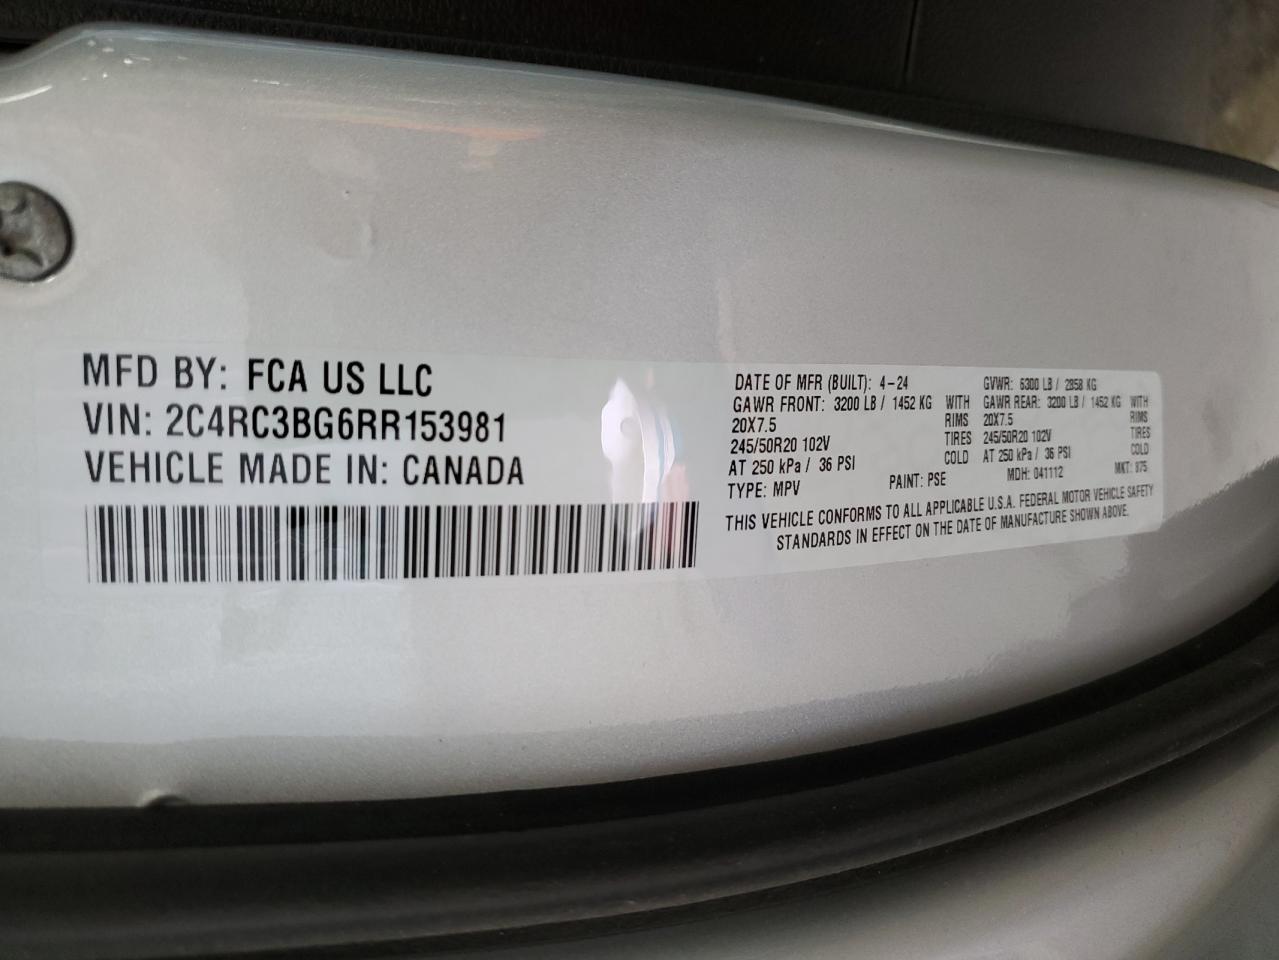 MFD BY: FCA US LLC
VIN: 2C4RC3BG6RR153981
VEHICLE MADE IN: CANADA
DATE OF MFR (BUILT): 4-24 GVWR: 6300 LB / 2858 KG
GAWR FRONT: 3200 LB / 1452 KG WITH GAWR REAR: 3200 LB / 1452 KG WITH
20X7.5 RIMS 20X7.5 RIMS
245/50R20 102V TIRES 245/50R20 102V TIRES
AT 250 kPa / 36 PSI COLD AT 250 kPa / 36 PSI COLD
TYPE: MPV PAINT: PSE MDH: 041112 MKT: 975
THIS VEHICLE CONFORMS TO ALL APPLICABLE U.S.A. FEDERAL MOTOR VEHICLE SAFETY
STANDARDS IN EFFECT ON THE DATE OF MANUFACTURE SHOWN ABOVE.